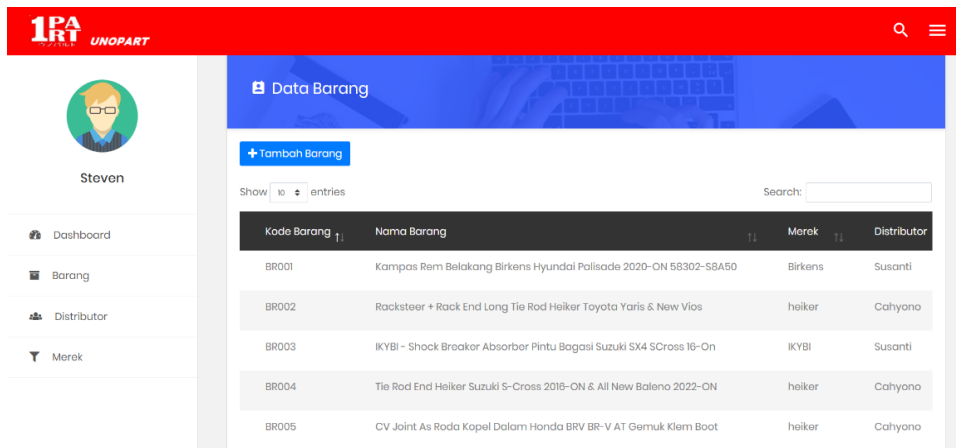 1PA
RT UNOPART
Steven
Dashboard
Barang
Distributor
Merek
Data Barang
Tambah Barang
Show 10 entries
Search:
Kode Barang Nama Barang Merek Distributor
BR001 Kampas Rem Belakang Birkens Hyundai Palisade 2020-ON 58302-S8A50 Birkens Susanti
BR002 Racksteer + Rack End Long Tie Rod Heiker Toyota Yaris & New Vios heiker Cahyono
BR003 IKYBI - Shock Breaker Absorber Pintu Bagasi Suzuki SX4 SCross 16-On IKYBI Susanti
BR004 Tie Rod End Heiker Suzuki S-Cross 2016-ON & All New Baleno 2022-ON heiker Cahyono
BR005 CV Joint As Roda Kopel Dalam Honda BRV BR-V AT Gemuk Klem Boot heiker Cahyono